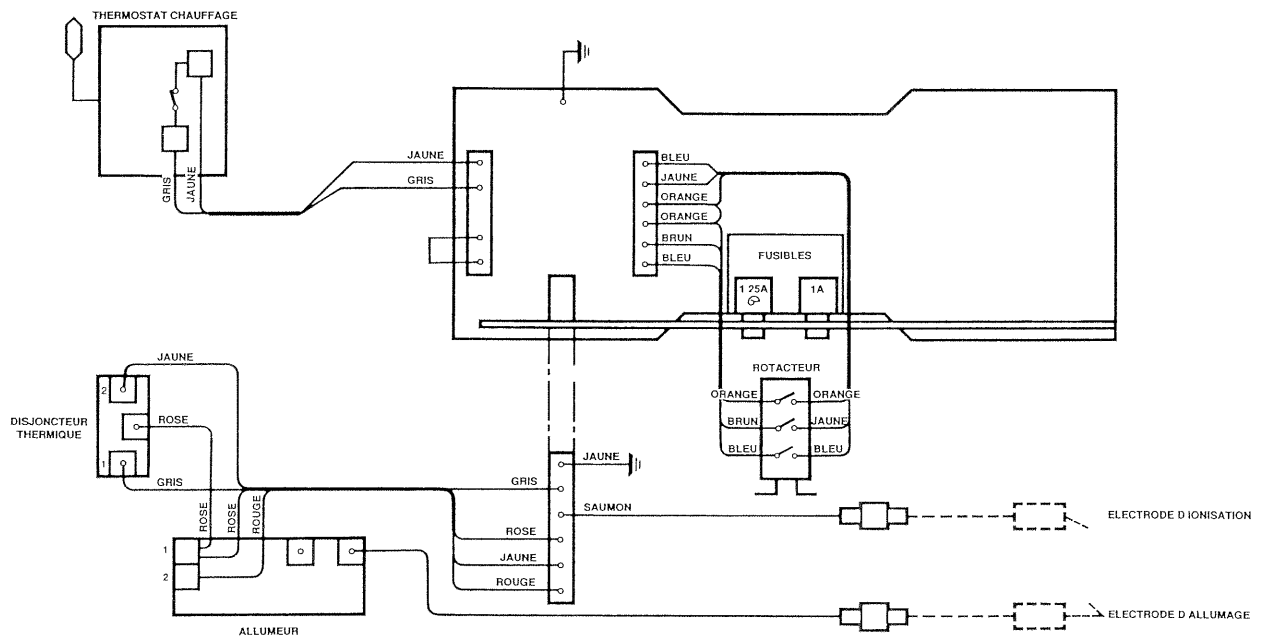 THERMOSTAT CHAUFFAGE
GRIS
JAUNE
JAUNE
GRIS
BLEU
JAUNE
ORANGE
ORANGE
BRUN
BLEU
FUSIBLES
1 25A
1A
ROTACTEUR
ORANGE
ORANGE
BRUN
JAUNE
BLEU
BLEU
JAUNE
2
ROSE
DISJONCTEUR
THERMIQUE
1
GRIS
ROSE
ROSE
ROUGE
1
2
ALLUMEUR
JAUNE
GRIS
SAUMON
ROSE
JAUNE
ROUGE
ELECTRODE D IONISATION
ELECTRODE D ALLUMAGE